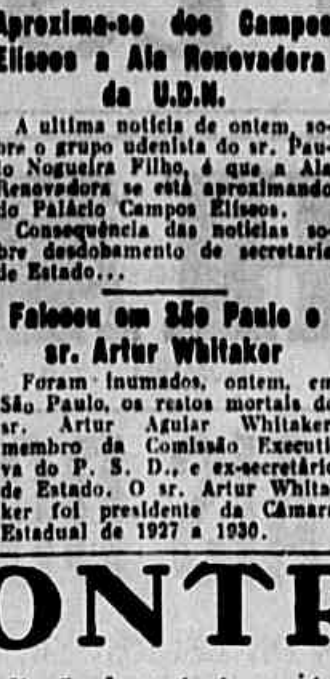 Aproxima-se dos Campos
Eliseos a Ala Renovadora
da U.D.N.
A ultima noticia de ontem, so-
bre o grupo udenista do sr. Pau-
lo Nogueira Filho, é que a Ala
Renovadora se está aproximando
do Palácio Campos Eliseos.
Consequência das noticias so-
bre desdobamento de secretaria
de Estado...
Faleceu em São Paulo o
sr. Artur Whitaker
Foram inumados, ontem, em
São Paulo, os restos mortais do
sr. Artur Aguiar Whitaker
membro da Comissão Executi-
va do P. S. D., e ex-secretário
de Estado. O sr. Artur Whita-
ker foi presidente da Câmara
Estadual de 1927 a 1930.
ONTR